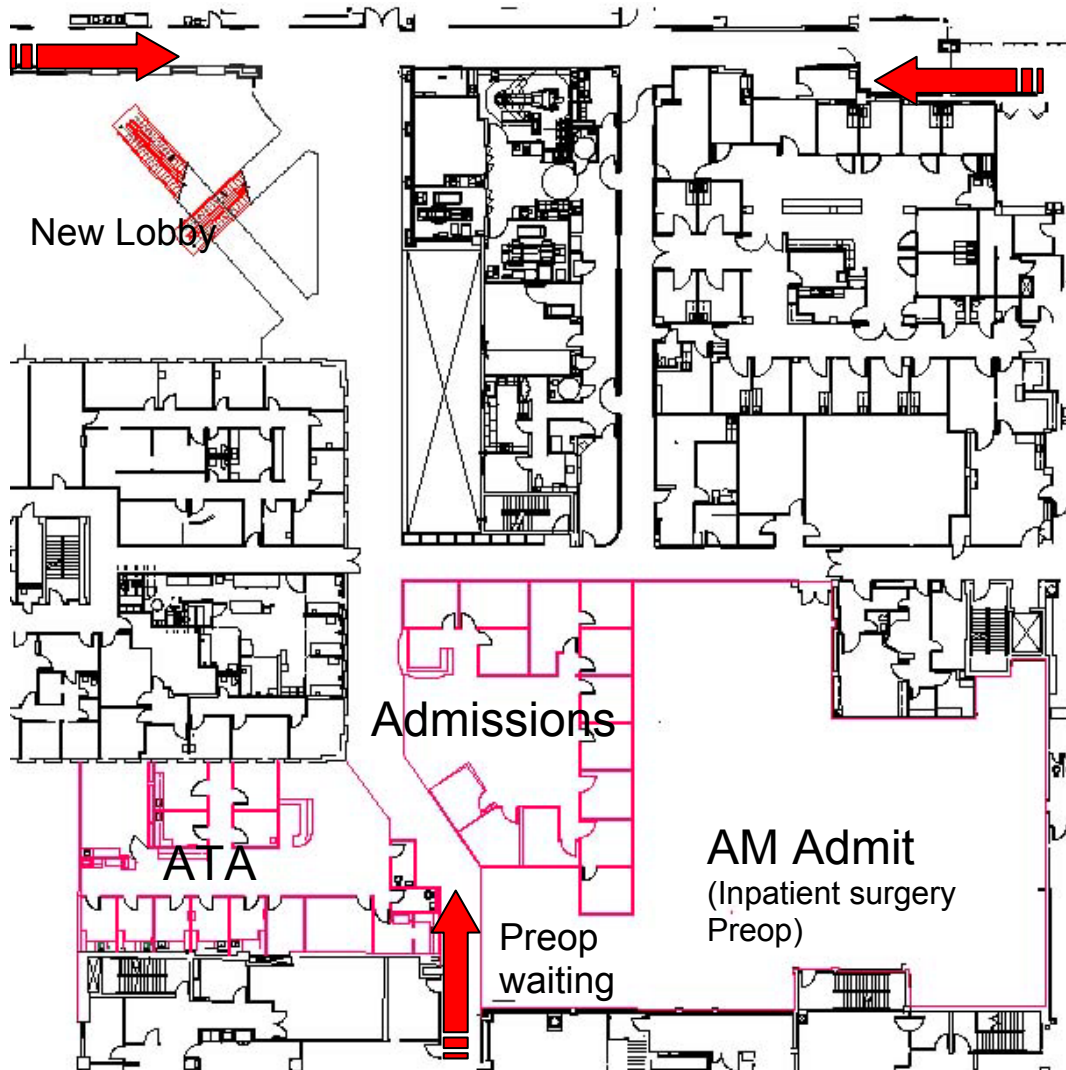 New Lobby
Admissions
ATA
AM Admit
(Inpatient surgery
Preop)
Preop
waiting